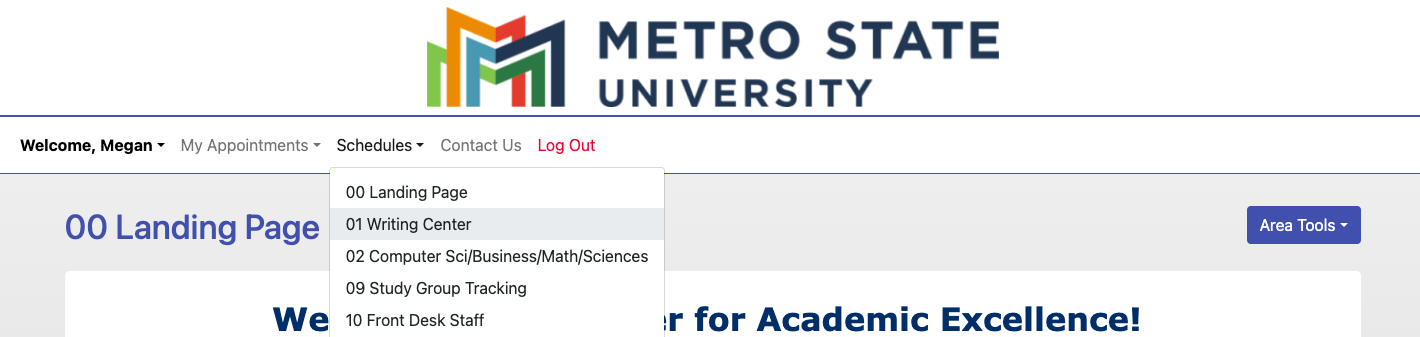 METRO STATE
UNIVERSITY
Welcome, Megan My Appointments Schedules Contact Us Log Out
00 Landing Page
01 Writing Center
02 Computer Sci/Business/Math/Sciences
09 Study Group Tracking
10 Front Desk Staff
00 Landing Page
Area Tools
for Academic Excellence!